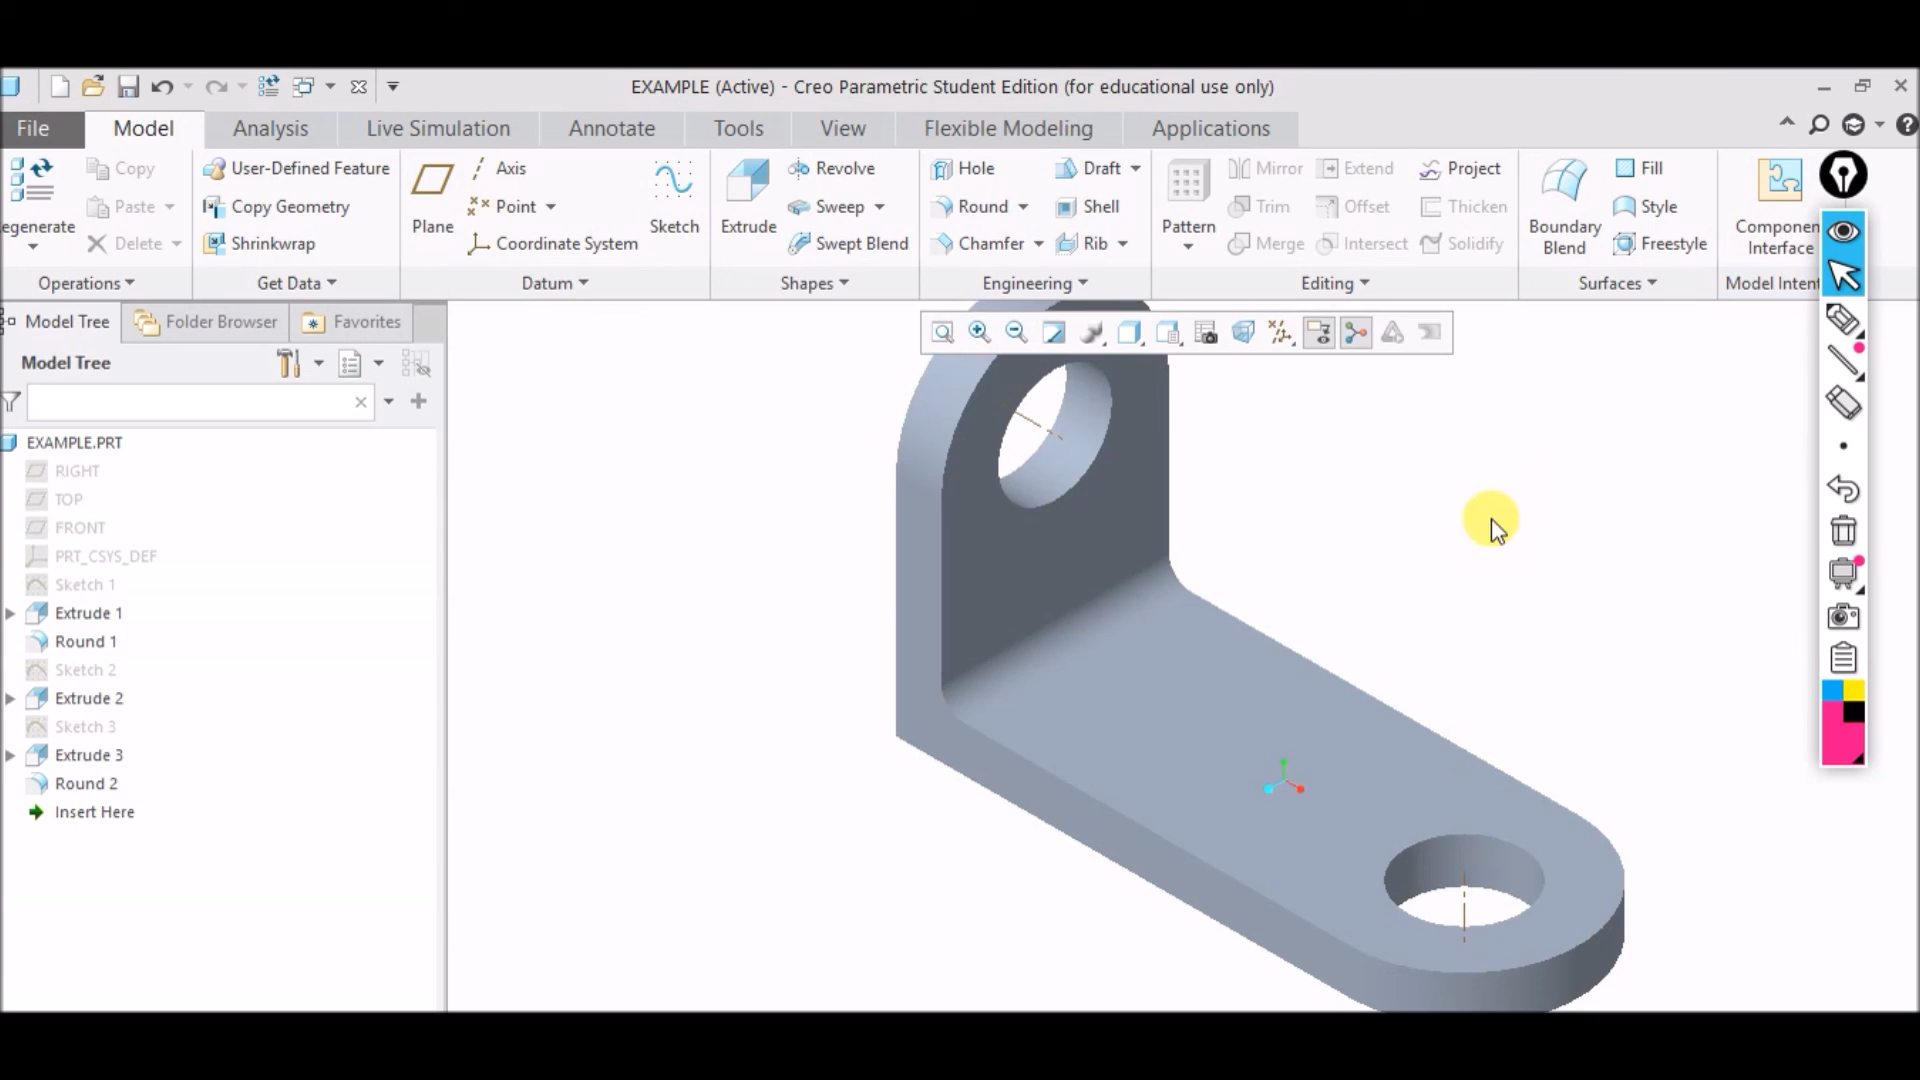 EXAMPLE (Active) - Creo Parametric Student Edition (for educational use only)
File Model Analysis Live Simulation Annotate Tools View Flexible Modeling Applications
Copy User-Defined Feature Axis Revolve Hole Draft Mirror Extend Project Fill
Paste Copy Geometry Point Sweep Round Shell Trim Offset Thicken Style
egenerate Plane Sketch Extrude Pattern Boundary Blend Componen Interface
Delete Shrinkwrap Coordinate System Swept Blend Chamfer Rib Merge Intersect Solidify Freestyle
Operations Get Data Datum Shapes Engineering Editing Surfaces Model Inten
Model Tree Folder Browser Favorites
Model Tree
EXAMPLE.PRT
RIGHT
TOP
FRONT
PRT_CSYS_DEF
Sketch 1
Extrude 1
Round 1
Sketch 2
Extrude 2
Sketch 3
Extrude 3
Round 2
Insert Here